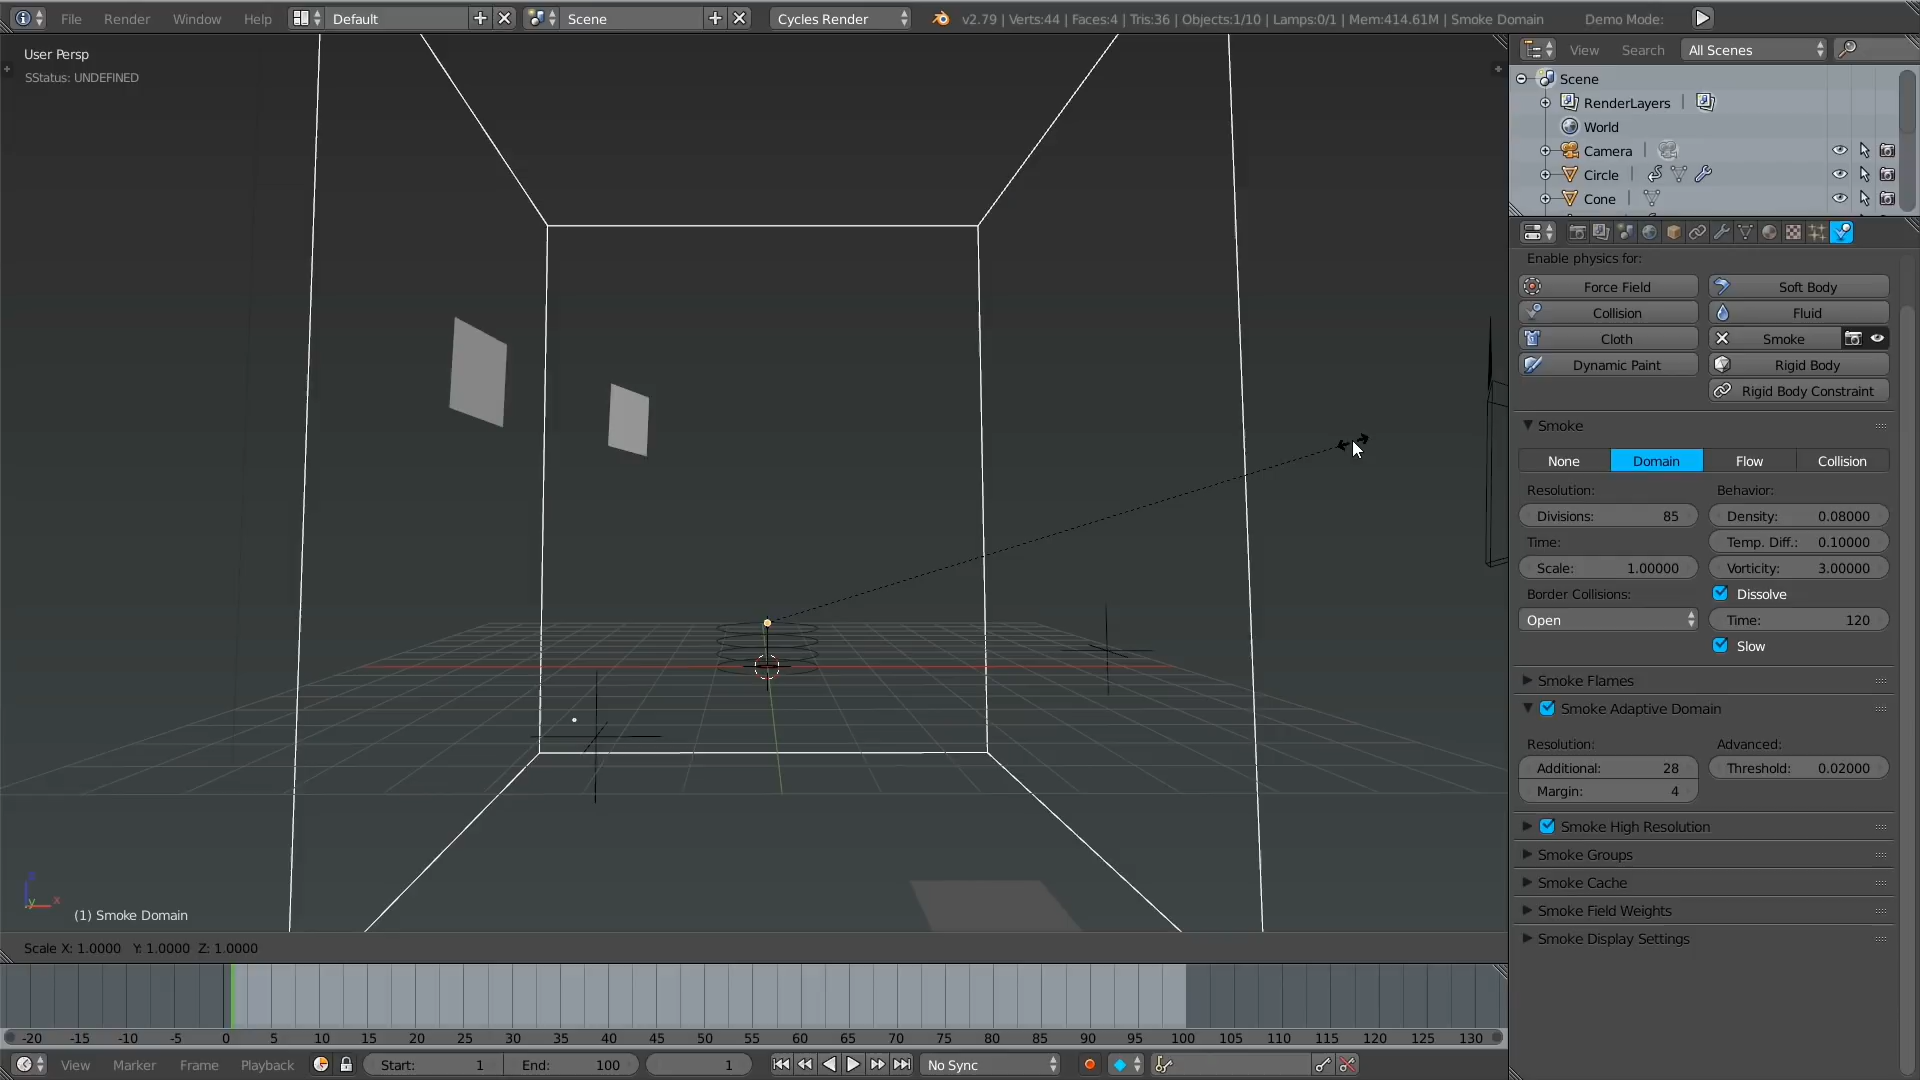 File Render Window Help Default Scene Cycles Render v2.79 | Verts:44 | Faces:4 | Tris:36 | Objects:1/10 | Lamps:0/1 | Mem:414.61M | Smoke Domain Demo Mode:
User Persp
SStatus: UNDEFINED
View Search All Scenes
Scene
RenderLayers
World
Camera
Circle
Cone
Enable physics for:
Force Field Soft Body
Collision Fluid
Cloth Smoke
Dynamic Paint Rigid Body
Rigid Body Constraint
Smoke
None Domain Flow Collision
Resolution: Behavior:
Divisions: 85 Density: 0.08000
Time: Temp. Diff.: 0.10000
Scale: 1.00000 Vorticity: 3.00000
Border Collisions: Dissolve
Open Time: 120
Slow
Smoke Flames
Smoke Adaptive Domain
Resolution: Advanced:
Additional: 28 Threshold: 0.02000
Margin: 4
Smoke High Resolution
Smoke Groups
Smoke Cache
Smoke Field Weights
Smoke Display Settings
z
y x
(1) Smoke Domain
Scale X: 1.0000 Y: 1.0000 Z: 1.0000
-20 -15 -10 -5 0 5 10 15 20 25 30 35 40 45 50 55 60 65 70 75 80 85 90 95 100 105 110 115 120 125 130
View Marker Frame Playback Start: 1 End: 100 1 No Sync